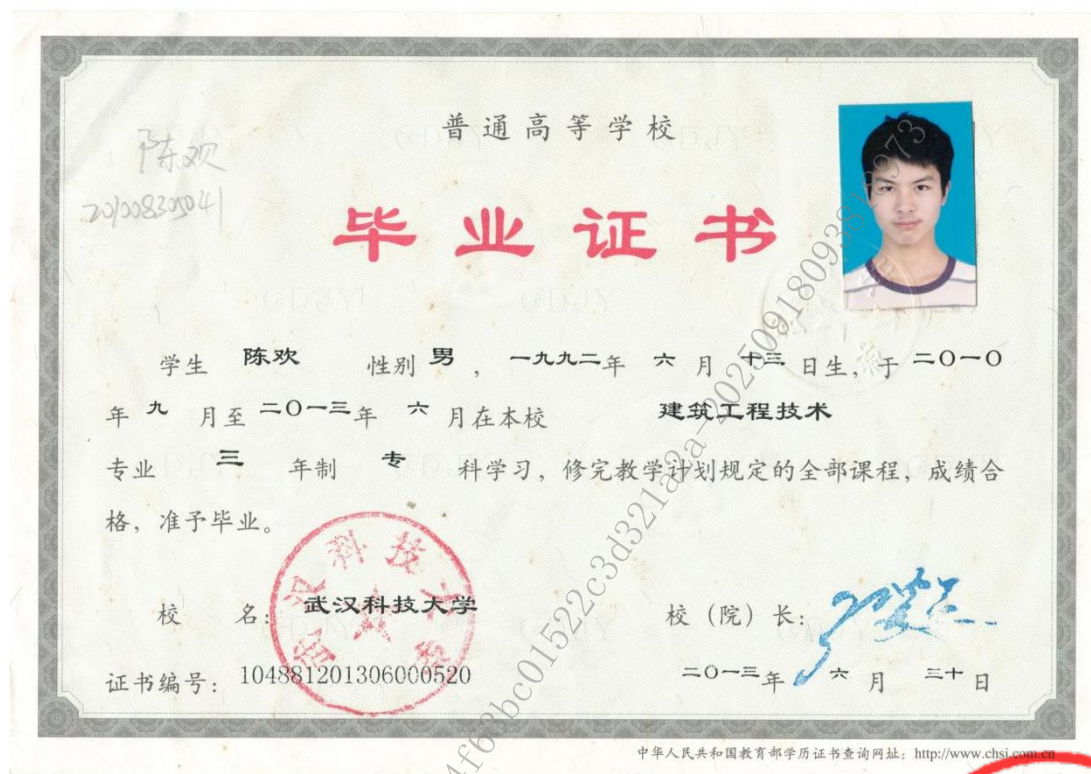 普通高等学校
陈欢
201008305041
毕业证书
学生 陈欢 性别 男 , 一九九二年 六 月 十三 日生, 于 二〇一〇
年 九 月至 二〇一三年 六 月在本校 建筑工程技术
专业 三 年制 专 科学习, 修完教学计划规定的全部课程, 成绩合
格, 准予毕业。
校 名: 武汉科技大学
校 (院) 长:
证书编号: 104881201306000520
二〇一三年 六 月 三十 日
武汉科技大学
中华人民共和国教育部学历证书查询网址: http://www.chsi.com.cn